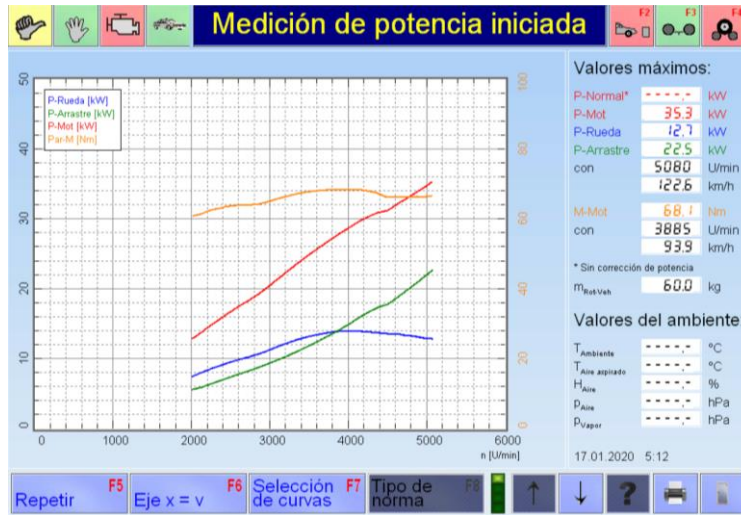 Medición de potencia iniciada
F2
F3
F4
P-Rueda [kW]
P-Arrastre [kW]
P-Mot [kW]
Par-M [Nm]
50
40
30
20
10
0
100
80
60
40
20
0
0 1000 2000 3000 4000 5000 6000
n [U/min]
Valores máximos:
P-Normal* ----,- kW
P-Mot 35.3 kW
P-Rueda 12.7 kW
P-Arrastre 22.5 kW
con 5080 U/min
122.6 km/h
M-Mot 68.1 Nm
con 3885 U/min
93.9 km/h
* Sin corrección de potencia
mRot-Veh 60.0 kg
Valores del ambiente
TAmbiente ----,- °C
TAire aspirado ----,- °C
HAire ----,- %
PAire ----,- hPa
PVapor ----,- hPa
17.01.2020 5:12
Repetir F5
Eje x = v F6
Selección de curvas F7
Tipo de norma F8
?